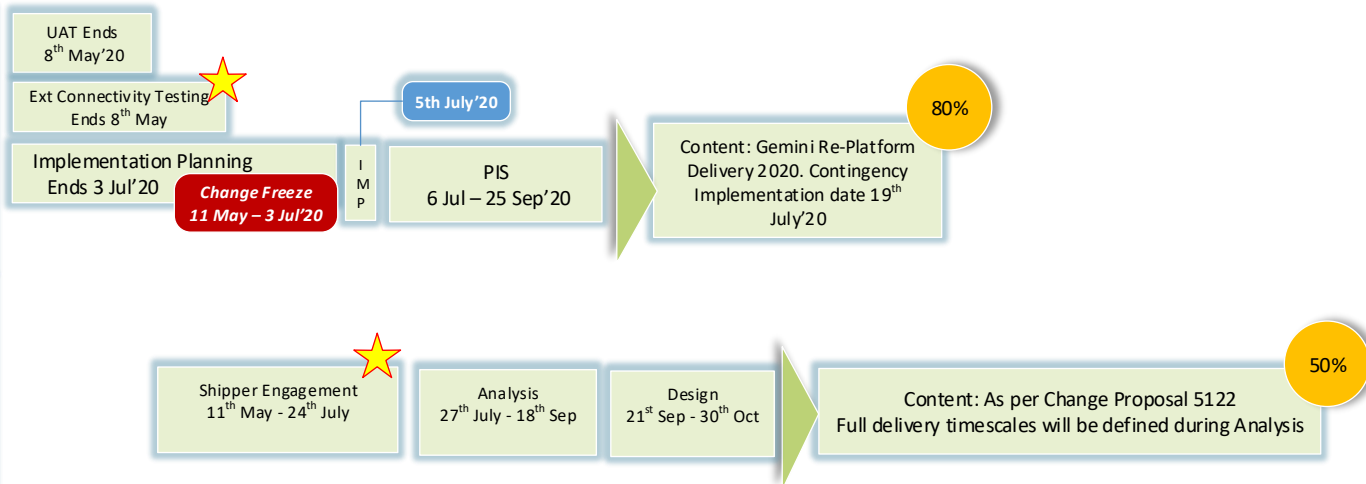 UAT Ends
8th May'20
Ext Connectivity Testing
Ends 8th May
Implementation Planning
Ends 3 Jul'20
Change Freeze
11 May – 3 Jul'20
I
M
P
5th July'20
PIS
6 Jul – 25 Sep'20
Content: Gemini Re-Platform
Delivery 2020. Contingency
Implementation date 19th
July'20
80%
Shipper Engagement
11th May - 24th July
Analysis
27th July - 18th Sep
Design
21st Sep - 30th Oct
Content: As per Change Proposal 5122
Full delivery timescales will be defined during Analysis
50%